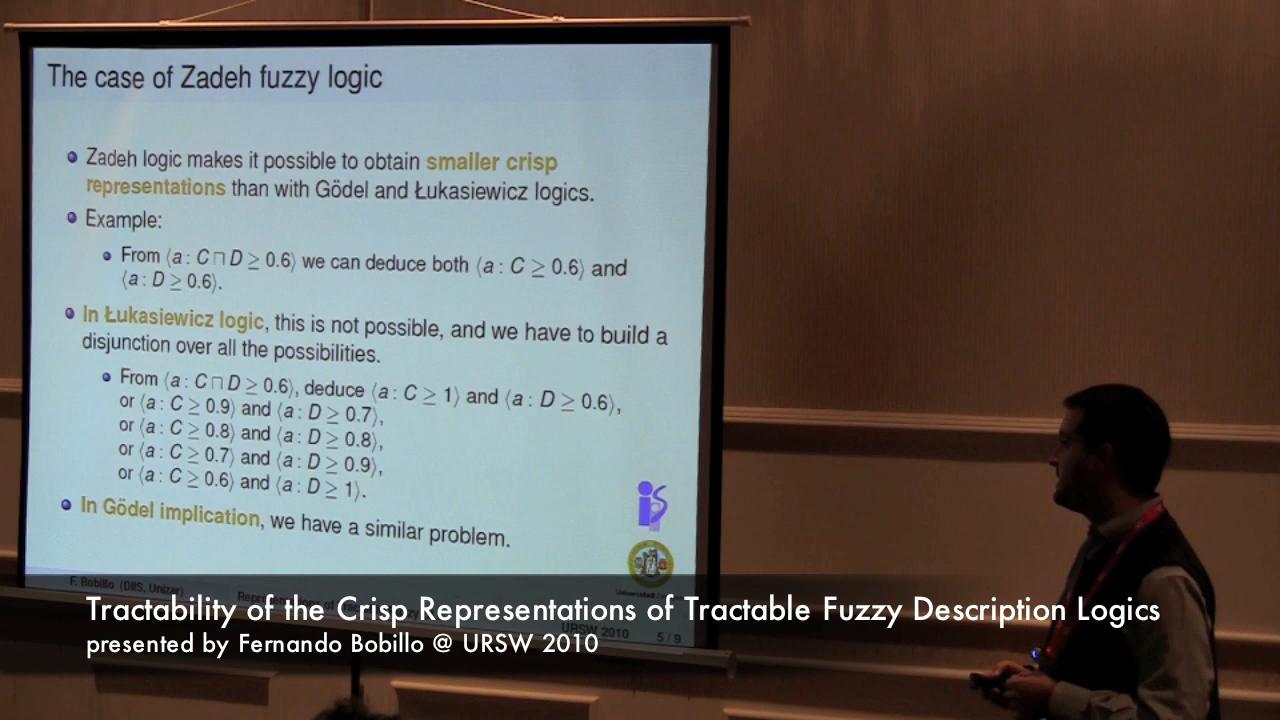 The case of Zadeh fuzzy logic
Zadeh logic makes it possible to obtain smaller crisp
representations than with Gödel and Łukasiewicz logics.
Example:
From ⟨a : C ⊓ D ≥ 0.6⟩ we can deduce both ⟨a : C ≥ 0.6⟩ and
⟨a : D ≥ 0.6⟩.
In Łukasiewicz logic, this is not possible, and we have to build a
disjunction over all the possibilities.
From ⟨a : C ⊓ D ≥ 0.6⟩, deduce ⟨a : C ≥ 1⟩ and ⟨a : D ≥ 0.6⟩,
or ⟨a : C ≥ 0.9⟩ and ⟨a : D ≥ 0.7⟩,
or ⟨a : C ≥ 0.8⟩ and ⟨a : D ≥ 0.8⟩,
or ⟨a : C ≥ 0.7⟩ and ⟨a : D ≥ 0.9⟩,
or ⟨a : C ≥ 0.6⟩ and ⟨a : D ≥ 1⟩.
In Gödel implication, we have a similar problem.
F. Bobillo (DIIS, Unizar)
URSW 2010 5 / 9
Tractability of the Crisp Representations of Tractable Fuzzy Description Logics
presented by Fernando Bobillo @ URSW 2010